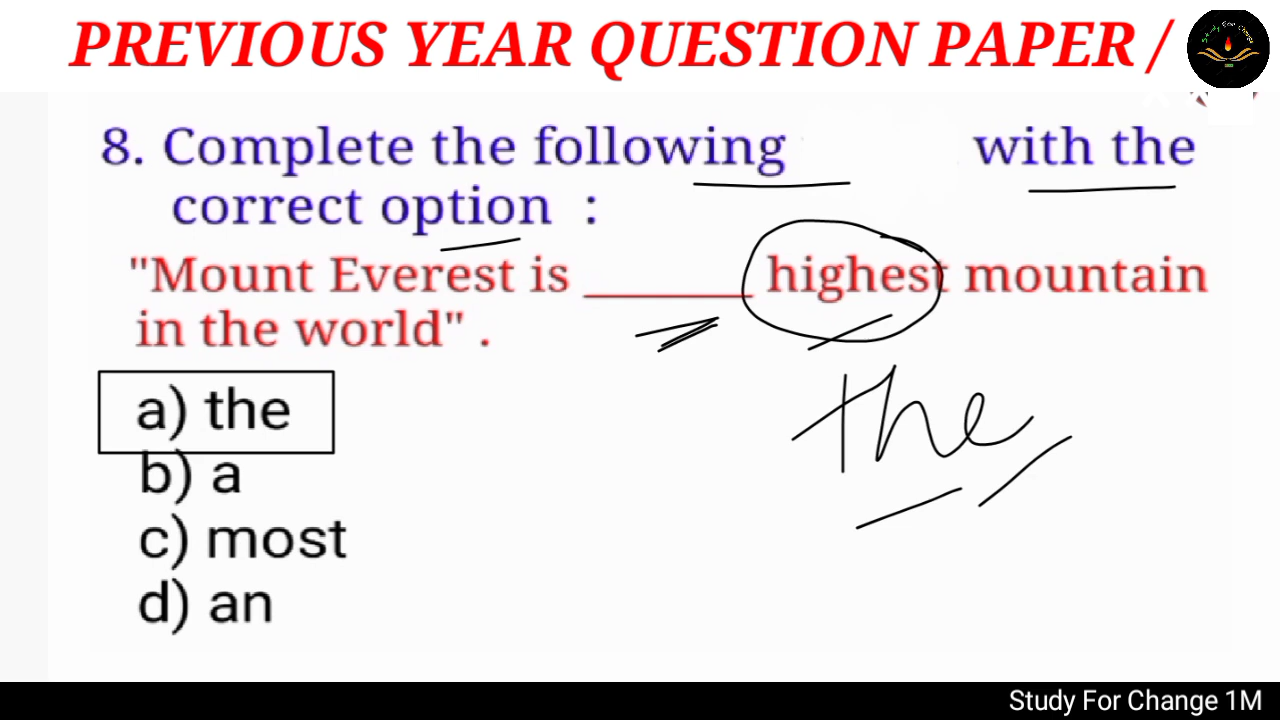 PREVIOUS YEAR QUESTION PAPER /
8. Complete the following with the
correct option :
"Mount Everest is ______ highest mountain
in the world" .
the
a) the
b) a
c) most
d) an
Study For Change 1M